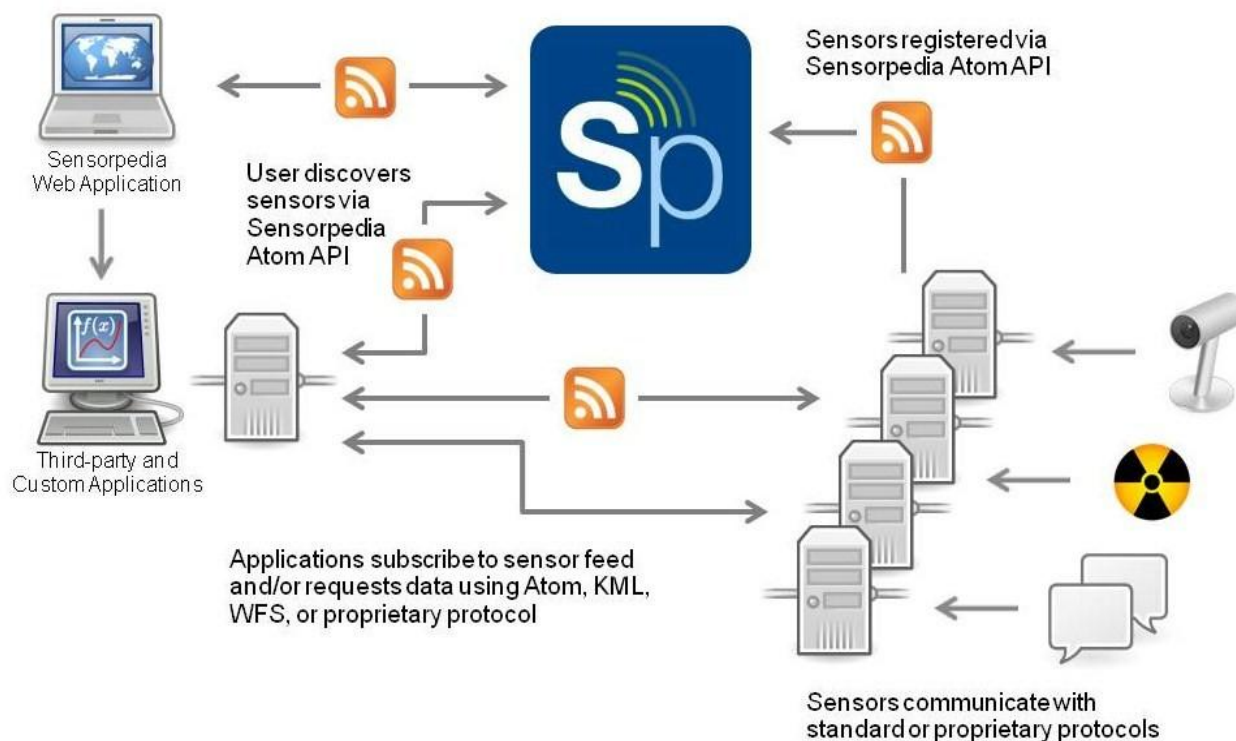 Sensors registered via
Sensorpedia Atom API
Sp
Sensorpedia
Web Application
User discovers
sensors via
Sensorpedia
Atom API
f(x)
Third-party and
Custom Applications
Applications subscribe to sensor feed
and/or requests data using Atom, KML,
WFS, or proprietary protocol
Sensors communicate with
standard or proprietary protocols